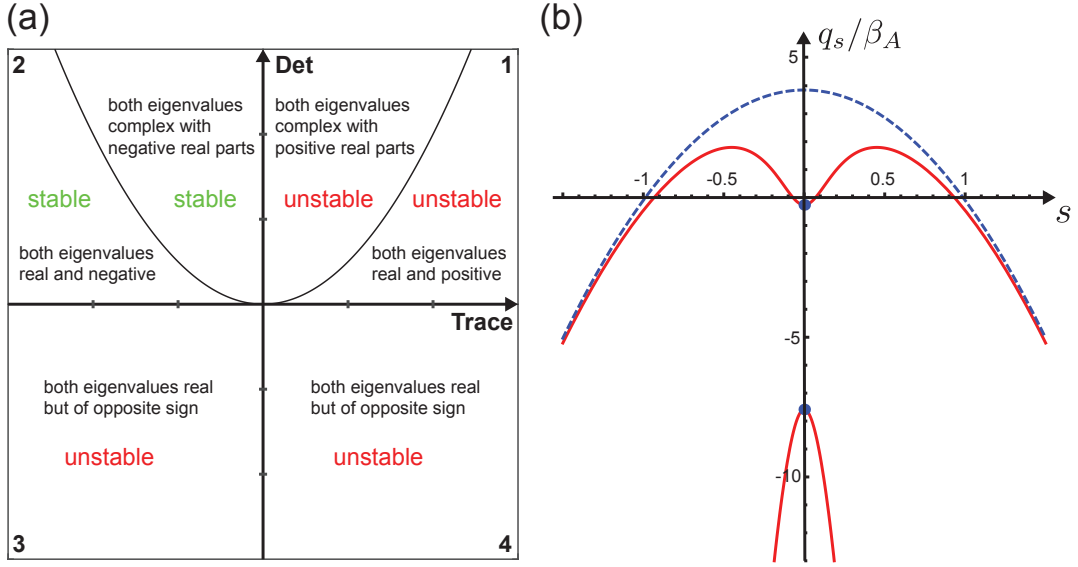 (a)
2
Det
1
both eigenvalues
complex with
negative real parts
both eigenvalues
complex with
positive real parts
stable
stable
unstable
unstable
both eigenvalues
real and negative
both eigenvalues
real and positive
Trace
both eigenvalues real
but of opposite sign
both eigenvalues real
but of opposite sign
unstable
unstable
3
4
(b)
q_s/β_A
5
-1
-0.5
0.5
1
s
-5
-10